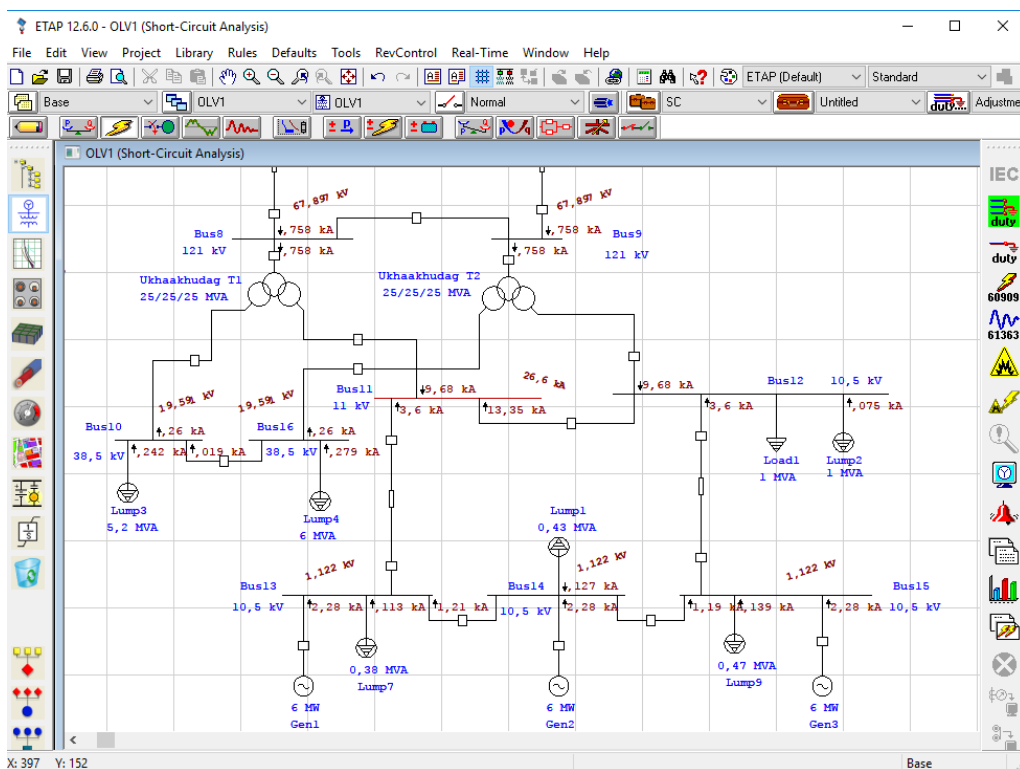 ETAP 12.6.0 - OLV1 (Short-Circuit Analysis)
File Edit View Project Library Rules Defaults Tools RevControl Real-Time Window Help
ETAP (Default) Standard
Base OLV1 OLV1 Normal SC Untitled Adjustme
OLV1 (Short-Circuit Analysis)
67,897 kV 67,897 kV
Bus8 ,758 kA ,758 kA Bus9
121 kV ,758 kA ,758 kA 121 kV
Ukhaakhudag T1 Ukhaakhudag T2
25/25/25 MVA 25/25/25 MVA
Bus11 9,68 kA 26,6 kA 9,68 kA Bus12 10,5 kV
11 kV 3,6 kA 13,35 kA 3,6 kA ,075 kA
19,591 kV 19,591 kV
Bus10 ,26 kA Bus16 ,26 kA
38,5 kV ,242 kA ,019 kA 38,5 kV ,279 kA
Load1 Lump2
1 MVA 1 MVA
Lump3 Lump4 Lump1
5,2 MVA 6 MVA 0,43 MVA
1,122 kV 1,122 kV 1,122 kV
Bus13 Bus14 ,127 kA Bus15
10,5 kV 2,28 kA ,113 kA 1,21 kA 10,5 kV 2,28 kA 1,19 kA ,139 kA 2,28 kA 10,5 kV
0,38 MVA 0,47 MVA
Lump7 Lump9
6 MW 6 MW 6 MW
Gen1 Gen2 Gen3
IEC
duty
duty
60909
61363
X: 397 Y: 152 Base